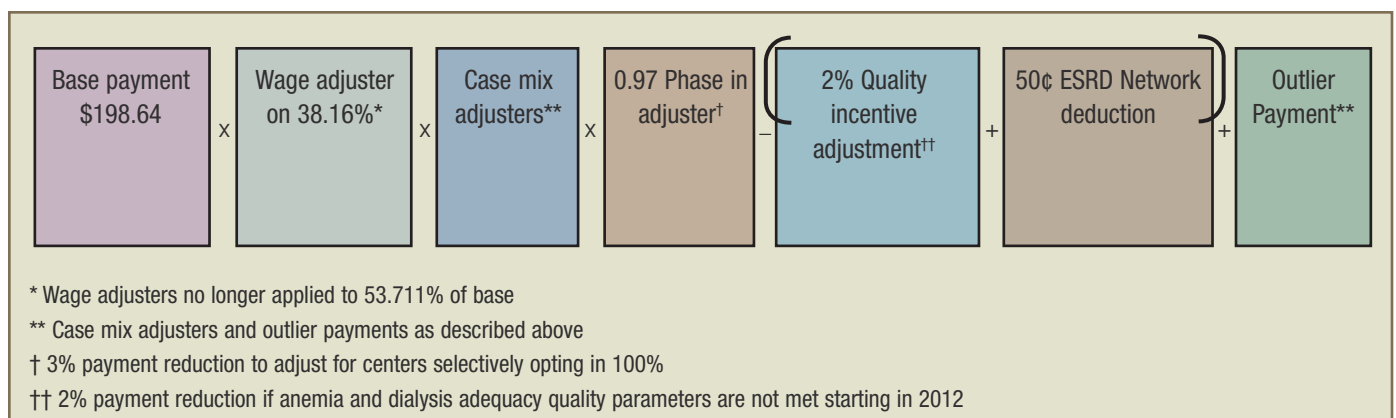 Base payment
$198.64
x
Wage adjuster
on 38.16%*
x
Case mix
adjusters**
x
0.97 Phase in
adjuster†
–
2% Quality
incentive
adjustment††
+
50¢ ESRD Network
deduction
+
Outlier
Payment**
* Wage adjusters no longer applied to 53.711% of base
** Case mix adjusters and outlier payments as described above
† 3% payment reduction to adjust for centers selectively opting in 100%
†† 2% payment reduction if anemia and dialysis adequacy quality parameters are not met starting in 2012